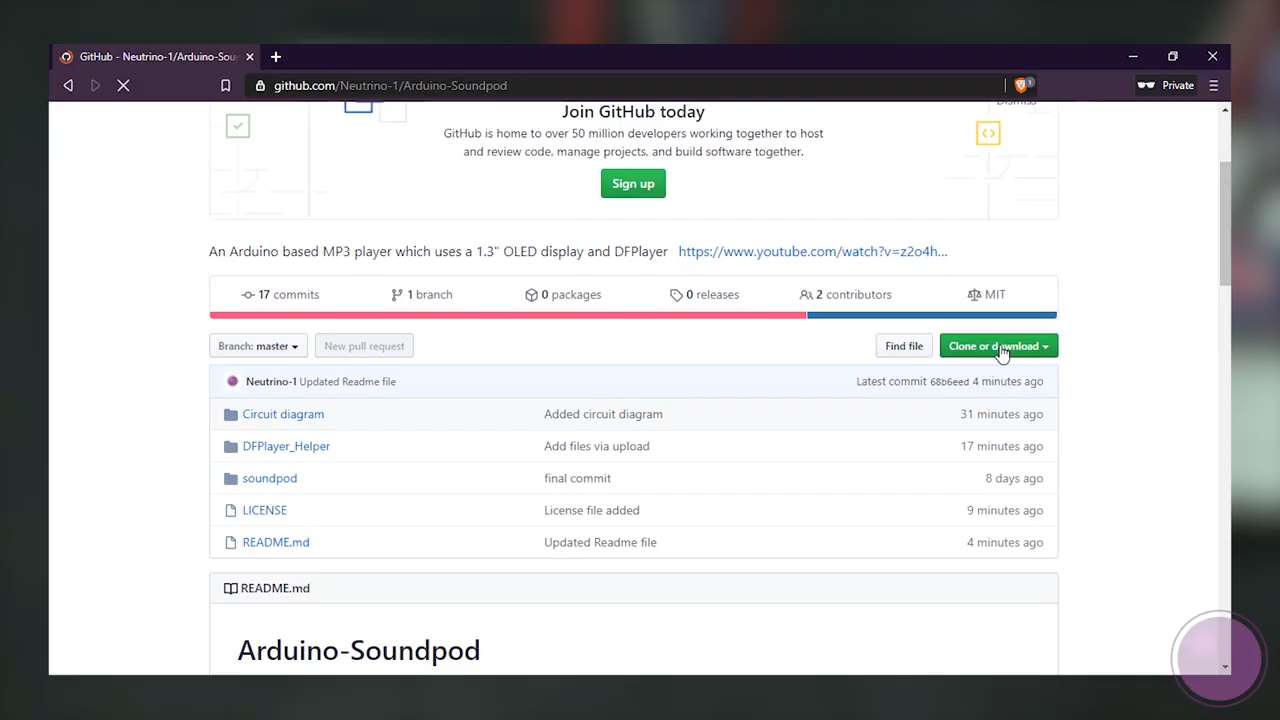 GitHub - Neutrino-1/Arduino-Sou
github.com/Neutrino-1/Arduino-Soundpod
1
Private
Join GitHub today
Dismiss
GitHub is home to over 50 million developers working together to host
and review code, manage projects, and build software together.
Sign up
An Arduino based MP3 player which uses a 1.3" OLED display and DFPlayer https://www.youtube.com/watch?v=z2o4h...
17 commits 1 branch 0 packages 0 releases 2 contributors MIT
Branch: master New pull request Find file Clone or download
Neutrino-1 Updated Readme file Latest commit 68b6eed 4 minutes ago
Circuit diagram Added circuit diagram 31 minutes ago
DFPlayer_Helper Add files via upload 17 minutes ago
soundpod final commit 8 days ago
LICENSE License file added 9 minutes ago
README.md Updated Readme file 4 minutes ago
README.md
Arduino-Soundpod